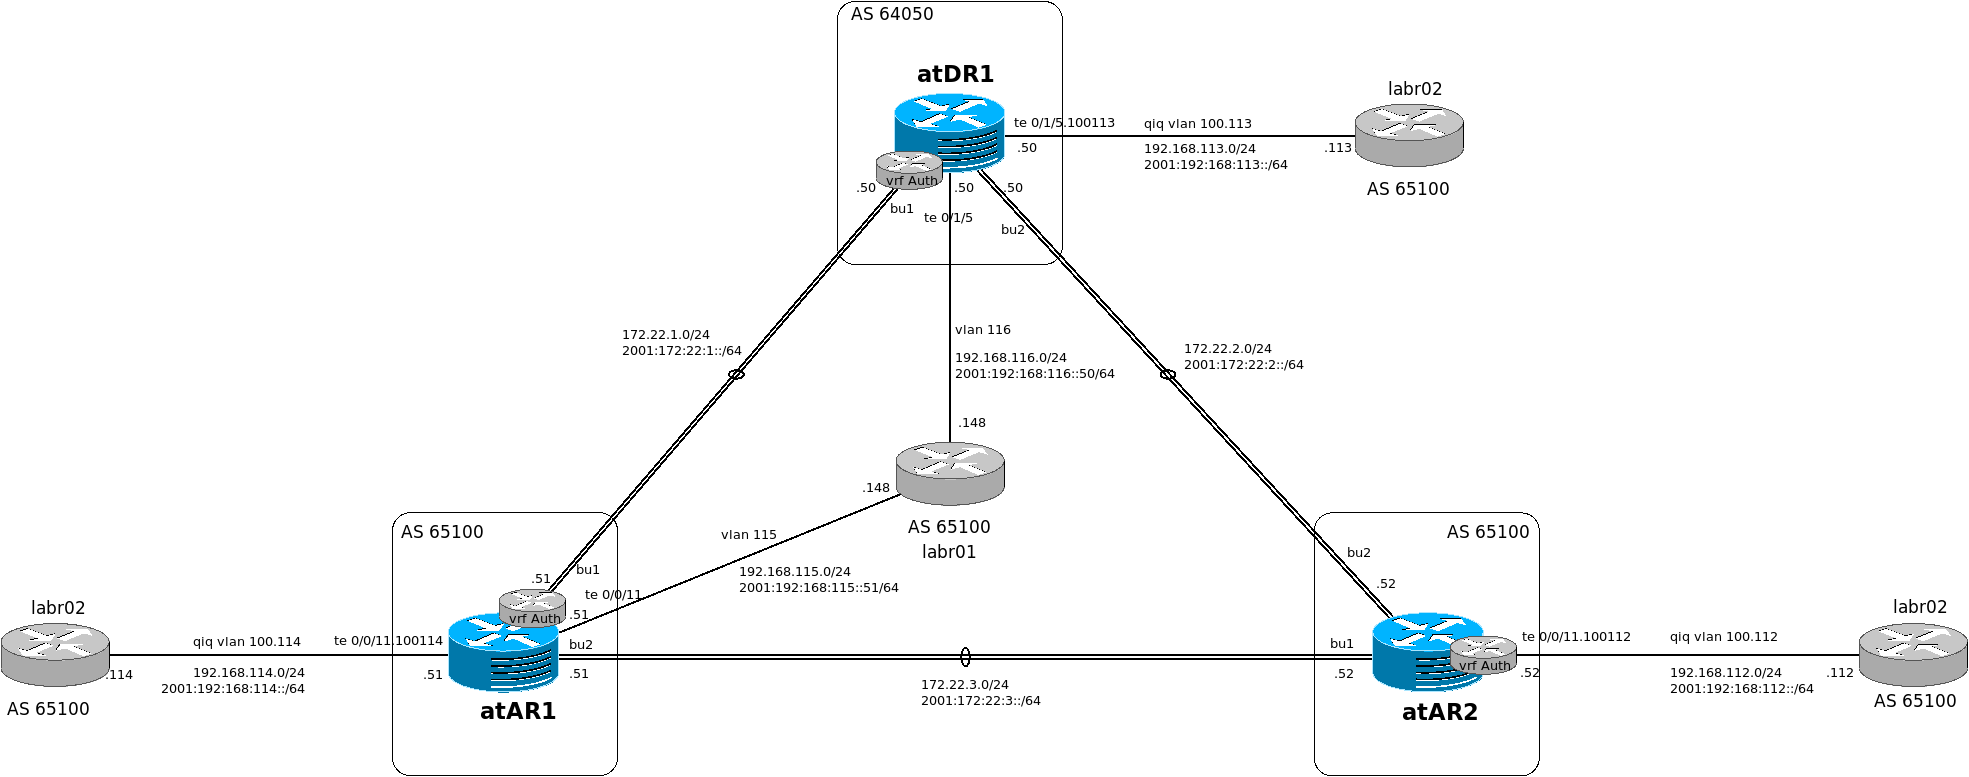 AS 64050
atDR1
labr02
te 0/1/5.100113
qiq vlan 100.113
.50
192.168.113.0/24
2001:192:168:113::/64
.113
AS 65100
vrf Auth
.50
.50
.50
bu1
te 0/1/5
bu2
172.22.1.0/24
2001:172:22:1::/64
vlan 116
192.168.116.0/24
2001:192:168:116::50/64
172.22.2.0/24
2001:172:22:2::/64
.148
.148
AS 65100
labr01
vlan 115
192.168.115.0/24
2001:192:168:115::51/64
AS 65100
bu1
.51
te 0/0/11
.51
vrf Auth
bu2
.51
atAR1
labr02
qiq vlan 100.114
te 0/0/11.100114
.114
192.168.114.0/24
2001:192:168:114::/64
.51
AS 65100
172.22.3.0/24
2001:172:22:3::/64
AS 65100
bu2
.52
bu1
.52
vrf Auth
atAR2
te 0/0/11.100112
.52
qiq vlan 100.112
192.168.112.0/24
2001:192:168:112::/64
.112
labr02
AS 65100